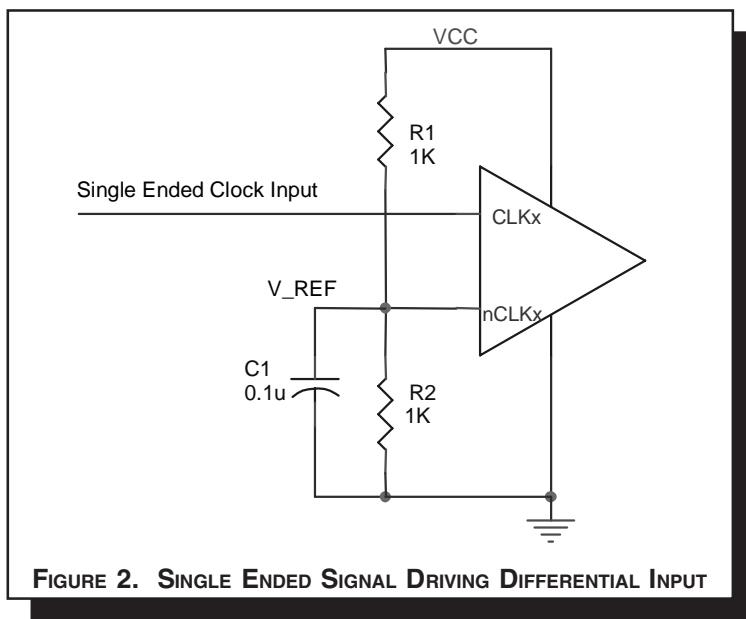 VCC
R1
1K
Single Ended Clock Input
CLKx
V_REF
nCLKx
C1
0.1u
R2
1K
FIGURE 2. SINGLE ENDED SIGNAL DRIVING DIFFERENTIAL INPUT